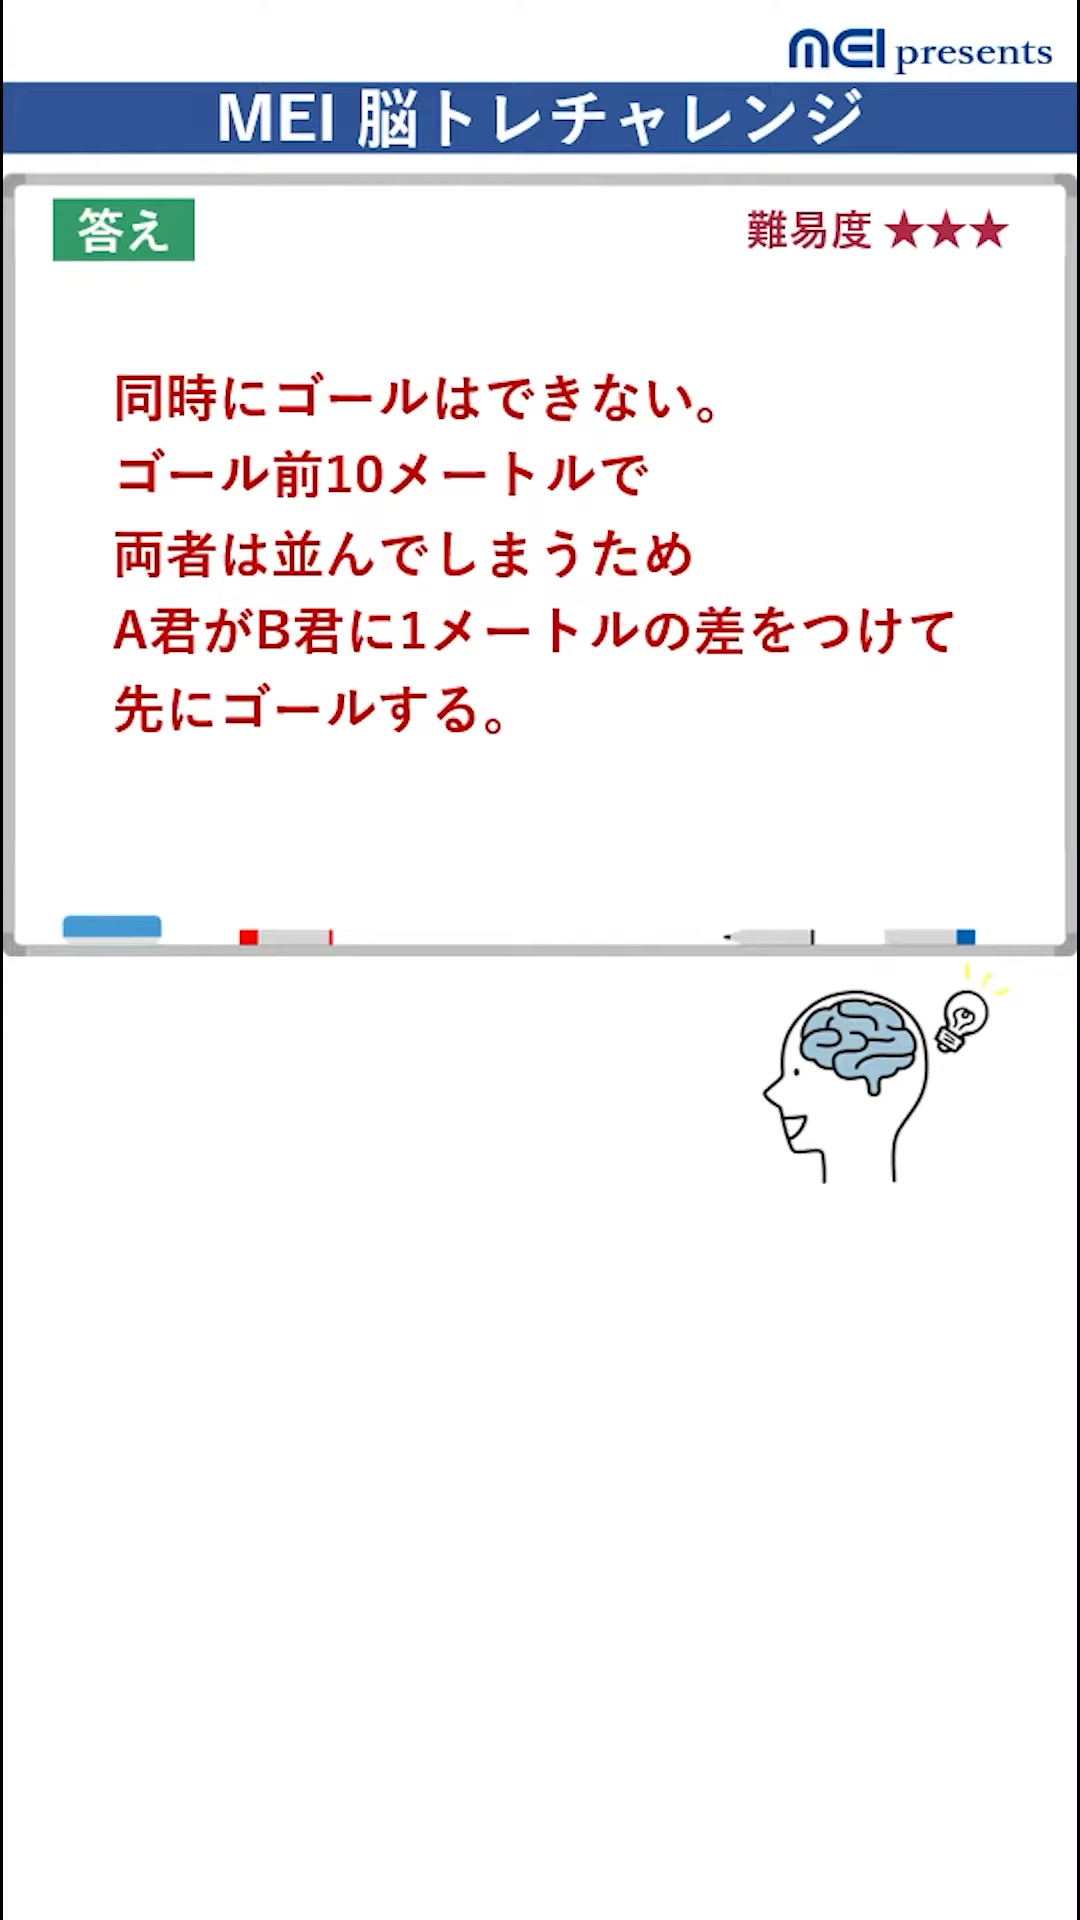 MEI presents
MEI 脳トレチャレンジ
答え
難易度 ★★★
同時にゴールはできない。
ゴール前10メートルで
両者は並んでしまうため
A君がB君に1メートルの差をつけて
先にゴールする。